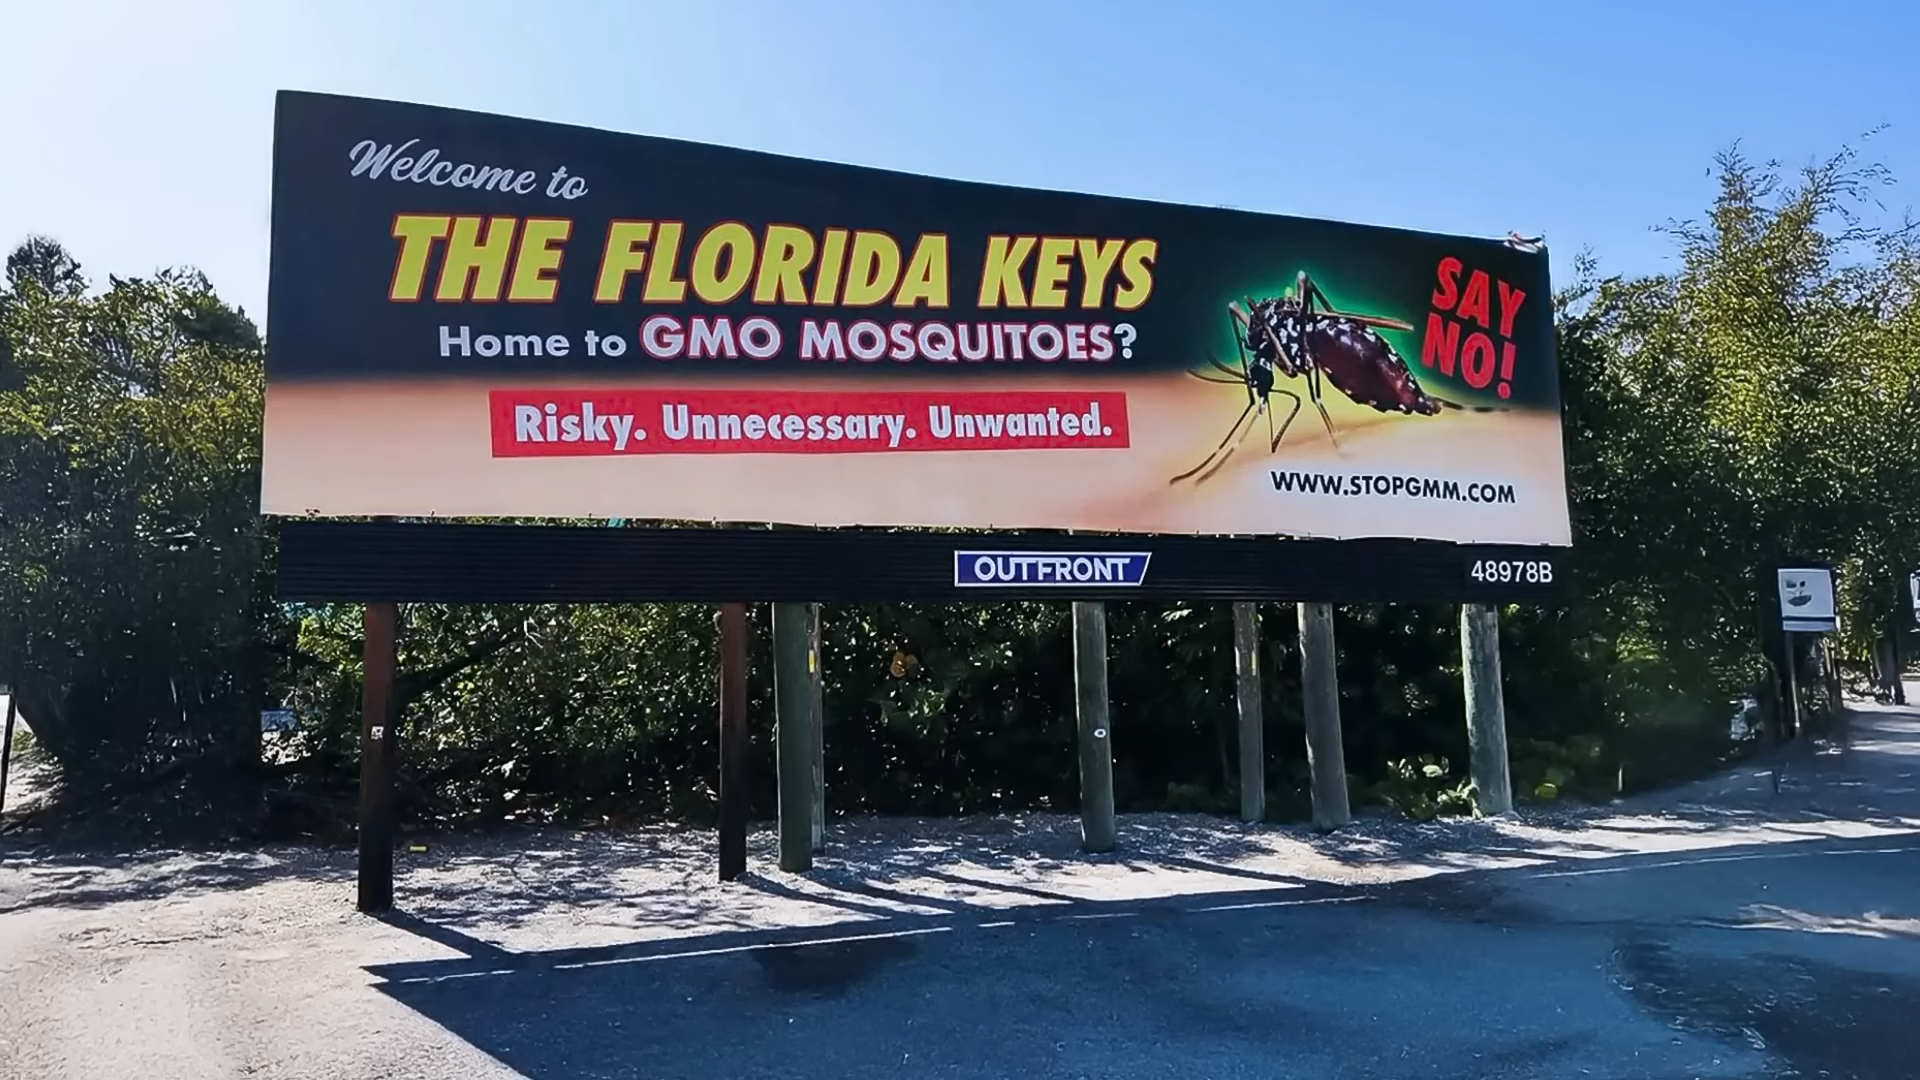 Welcome to
THE FLORIDA KEYS
Home to GMO MOSQUITOES?
Risky. Unnecessary. Unwanted.
SAY
NO!
WWW.STOPGMM.COM
OUTFRONT
48978B